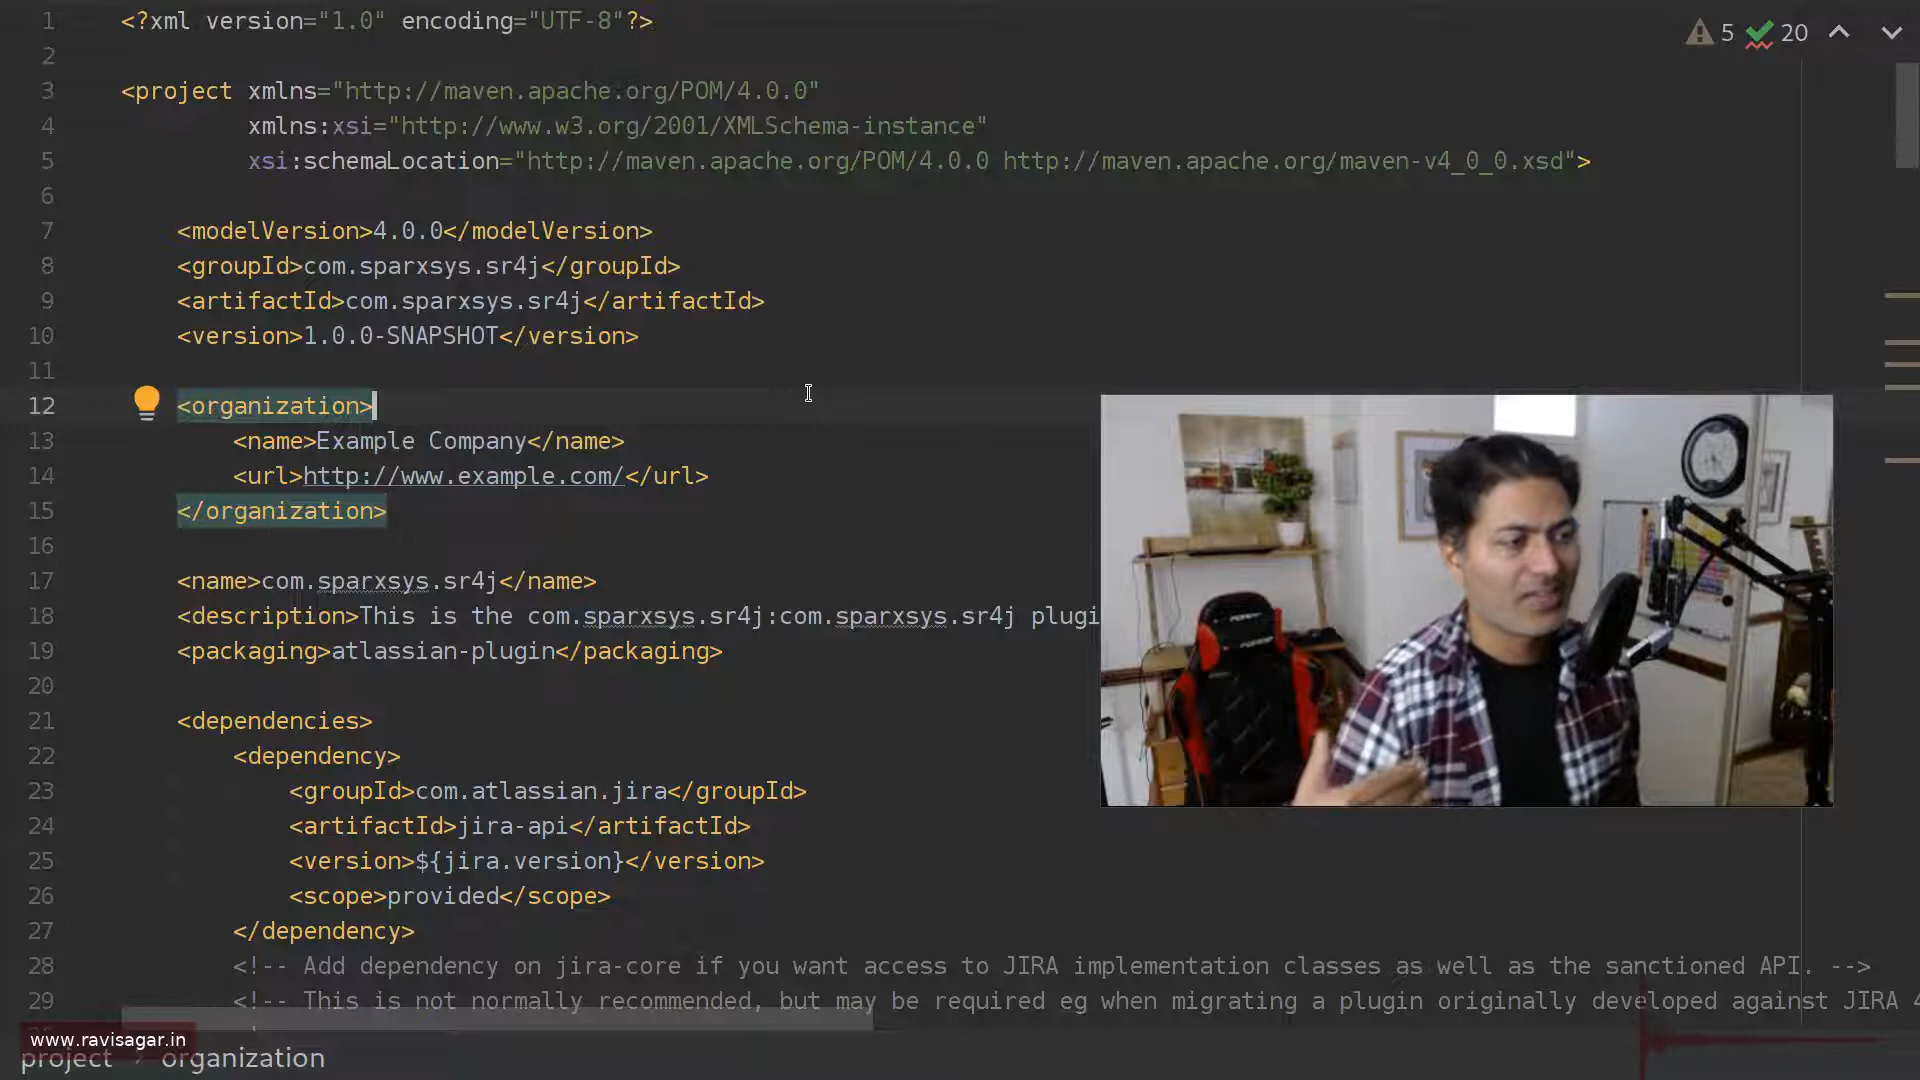 1 <?xml version="1.0" encoding="UTF-8"?>
2
3 <project xmlns="http://maven.apache.org/POM/4.0.0"
4 xmlns:xsi="http://www.w3.org/2001/XMLSchema-instance"
5 xsi:schemaLocation="http://maven.apache.org/POM/4.0.0 http://maven.apache.org/maven-v4_0_0.xsd">
6
7 <modelVersion>4.0.0</modelVersion>
8 <groupId>com.sparxsys.sr4j</groupId>
9 <artifactId>com.sparxsys.sr4j</artifactId>
10 <version>1.0.0-SNAPSHOT</version>
11
12 <organization>
13 <name>Example Company</name>
14 <url>http://www.example.com/</url>
15 </organization>
16
17 <name>com.sparxsys.sr4j</name>
18 <description>This is the com.sparxsys.sr4j:com.sparxsys.sr4j plugi
19 <packaging>atlassian-plugin</packaging>
20
21 <dependencies>
22 <dependency>
23 <groupId>com.atlassian.jira</groupId>
24 <artifactId>jira-api</artifactId>
25 <version>${jira.version}</version>
26 <scope>provided</scope>
27 </dependency>
28 <!-- Add dependency on jira-core if you want access to JIRA implementation classes as well as the sanctioned API. -->
29 <!-- This is not normally recommended, but may be required eg when migrating a plugin originally developed against JIRA 4
5 20
www.ravisagar.in
project › organization